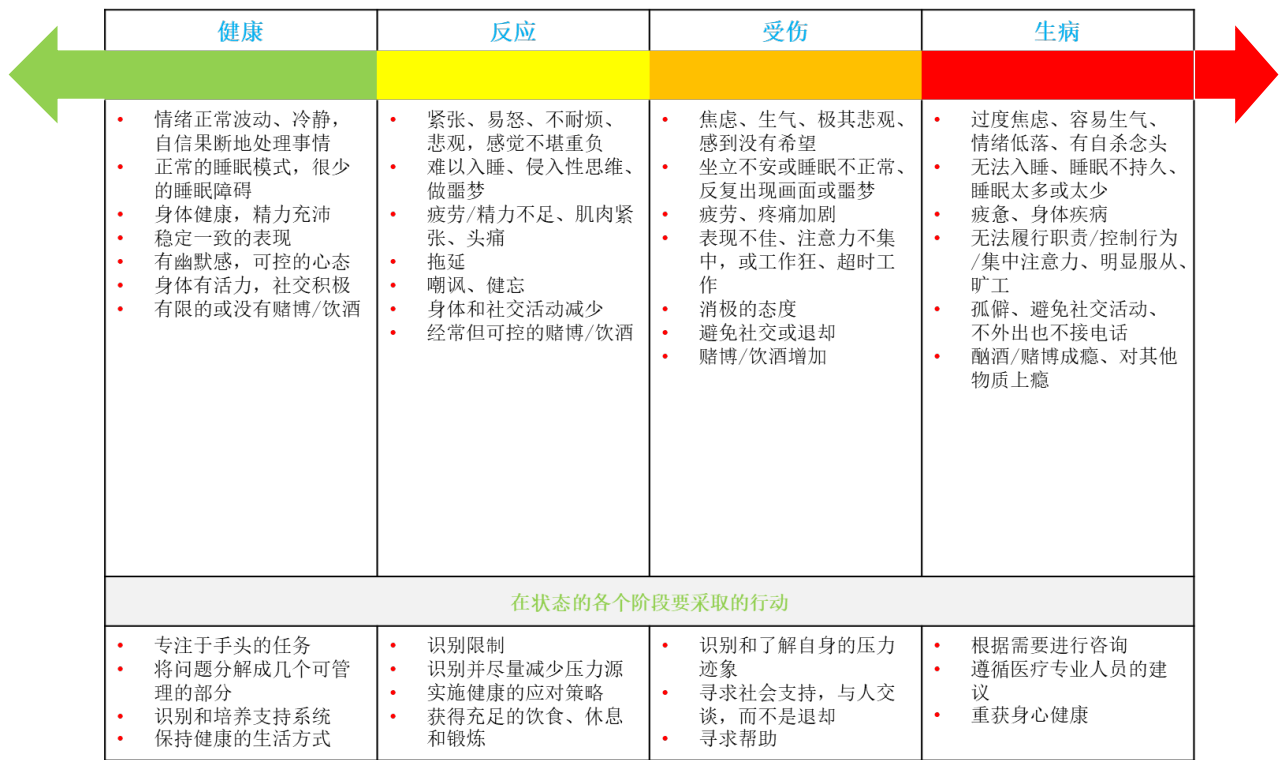 健康
反应
受伤
生病
情绪正常波动、冷静,
自信果断地处理事情
正常的睡眠模式，很少
的睡眠障碍
身体健康，精力充沛
稳定一致的表现
有幽默感，可控的心态
身体有活力，社交积极
有限的或没有赌博/饮酒
紧张、易怒、不耐烦、
悲观，感觉不堪重负
难以入睡、侵入性思维、
做噩梦
疲劳/精力不足、肌肉紧
张、头痛
拖延
嘲讽、健忘
身体和社交活动减少
经常但可控的赌博/饮酒
焦虑、生气、极其悲观、
感到没有希望
坐立不安或睡眠不正常、
反复出现画面或噩梦
疲劳、疼痛加剧
表现不佳、注意力不集
中，或工作狂、超时工
作
消极的态度
避免社交或退却
赌博/饮酒增加
过度焦虑、容易生气、
情绪低落、有自杀念头
无法入睡、睡眠不持久、
睡眠太多或太少
疲惫、身体疾病
无法履行职责/控制行为
/集中注意力、明显服从、
旷工
孤僻、避免社交活动、
不外出也不接电话
酗酒/赌博成瘾、对其他
物质上瘾
在状态的各个阶段要采取的行动
专注于手头的任务
将问题分解成几个可管
理的部分
识别和培养支持系统
保持健康的生活方式
识别限制
识别并尽量减少压力源
实施健康的应对策略
获得充足的饮食、休息
和锻炼
识别和了解自身的压力
迹象
寻求社会支持，与人交
谈，而不是退却
寻求帮助
根据需要进行咨询
遵循医疗专业人员的建
议
重获身心健康